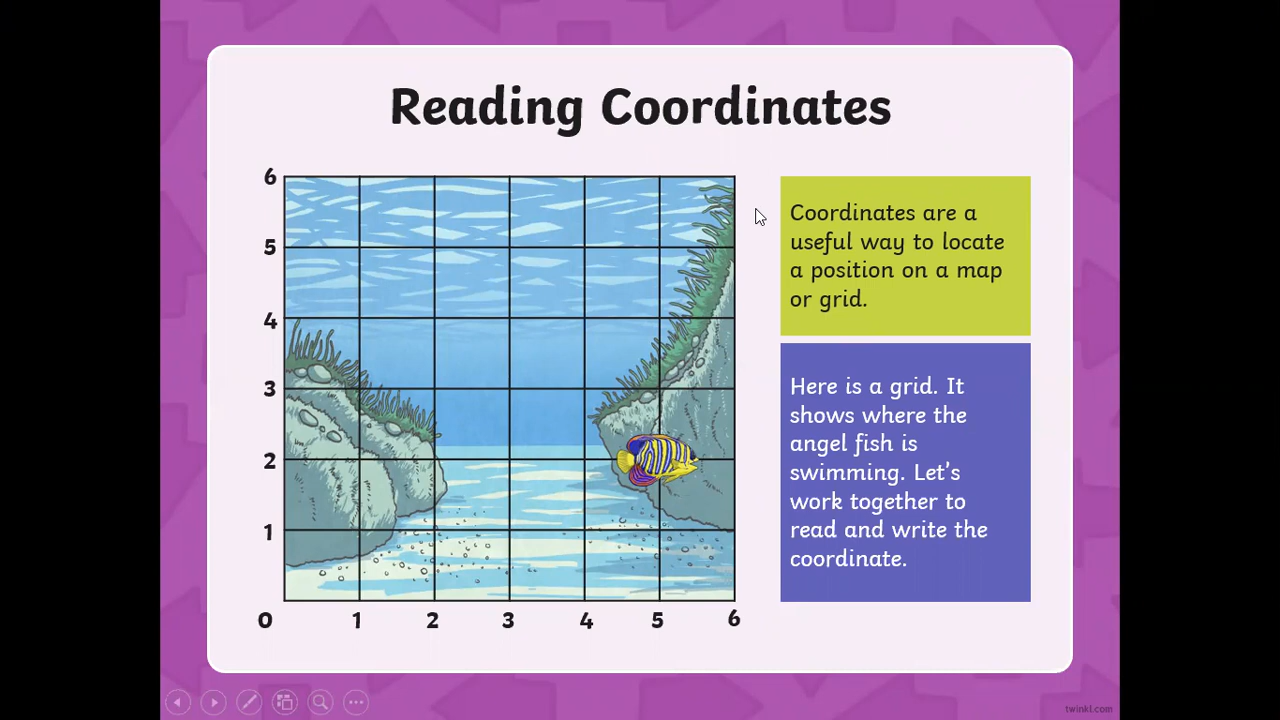 Reading Coordinates
6
5
4
3
2
1
0 1 2 3 4 5 6
Coordinates are a
useful way to locate
a position on a map
or grid.
Here is a grid. It
shows where the
angel fish is
swimming. Let's
work together to
read and write the
coordinate.
twinkl.com